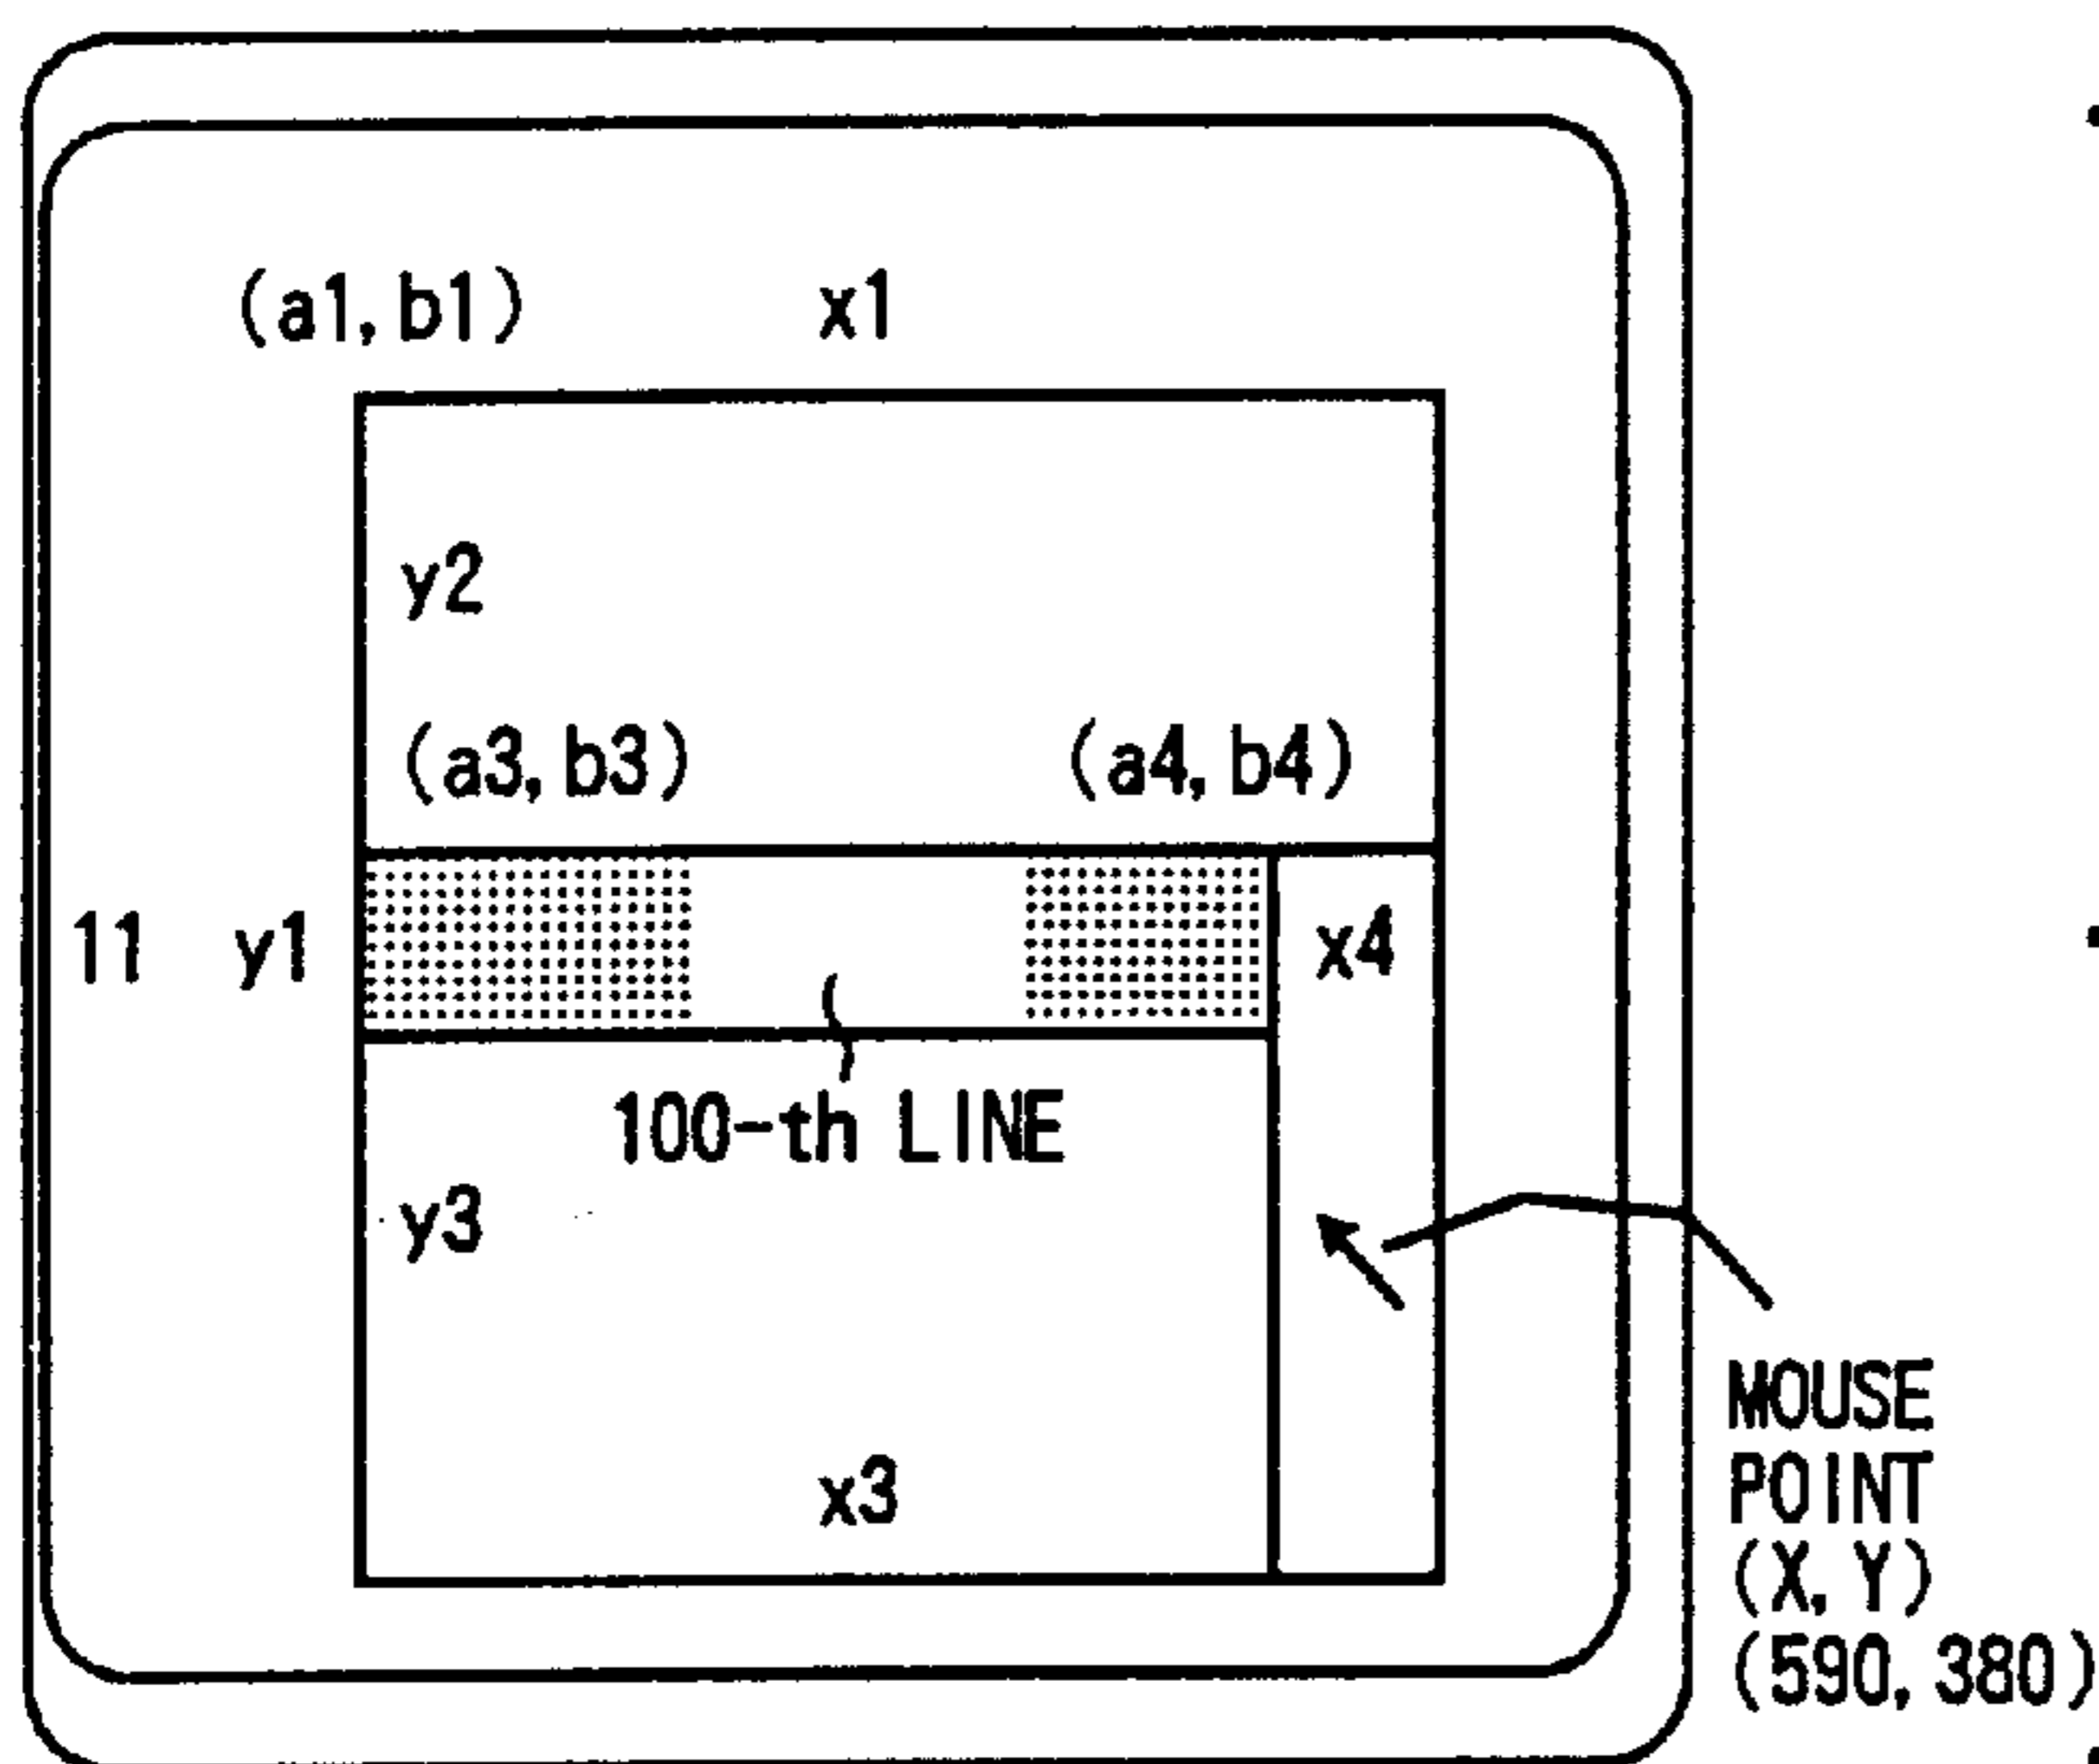 (a1, b1) x1
y2
(a3, b3) (a4, b4)
11 y1 x4
100-th LINE
y3
x3
MOUSE
POINT
(X, Y)
(590, 380)